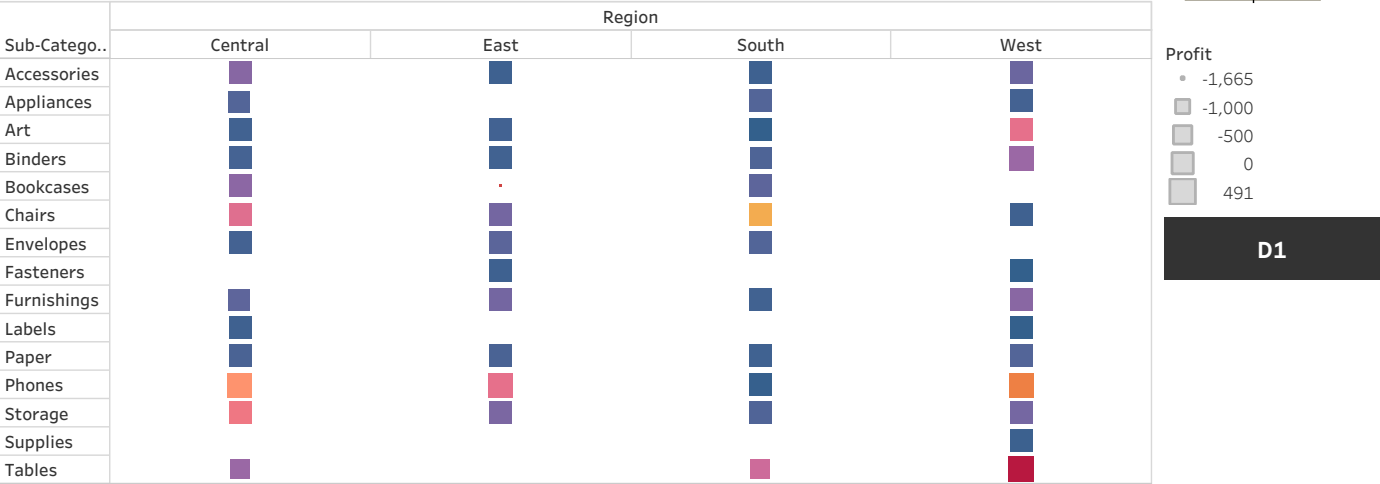 Region
Sub-Catego.. Central East South West
Accessories
Appliances
Art
Binders
Bookcases
Chairs
Envelopes
Fasteners
Furnishings
Labels
Paper
Phones
Storage
Supplies
Tables
Profit
-1,665
-1,000
-500
0
491
D1